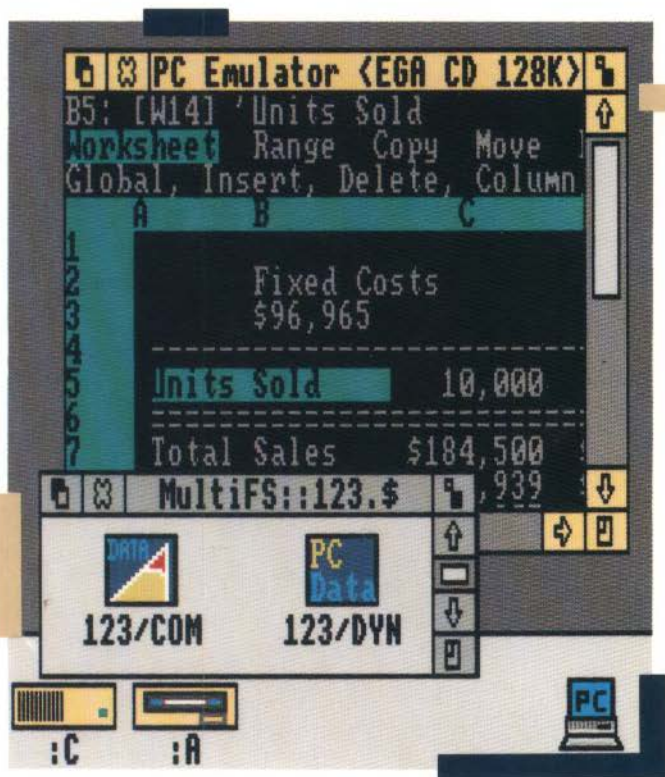 PC Emulator <EGA CD 128K>
B5: [W14] 'Units Sold
Worksheet Range Copy Move
Global, Insert, Delete, Column
A B C
1
2 Fixed Costs
3 $96,965
4 --------------------------------
5 Units Sold 10,000
6 ================================
7 Total Sales $184,500
,939
MultiFS::123.$
DATA
PC
Data
123/COM 123/DYN
PC
:C :A